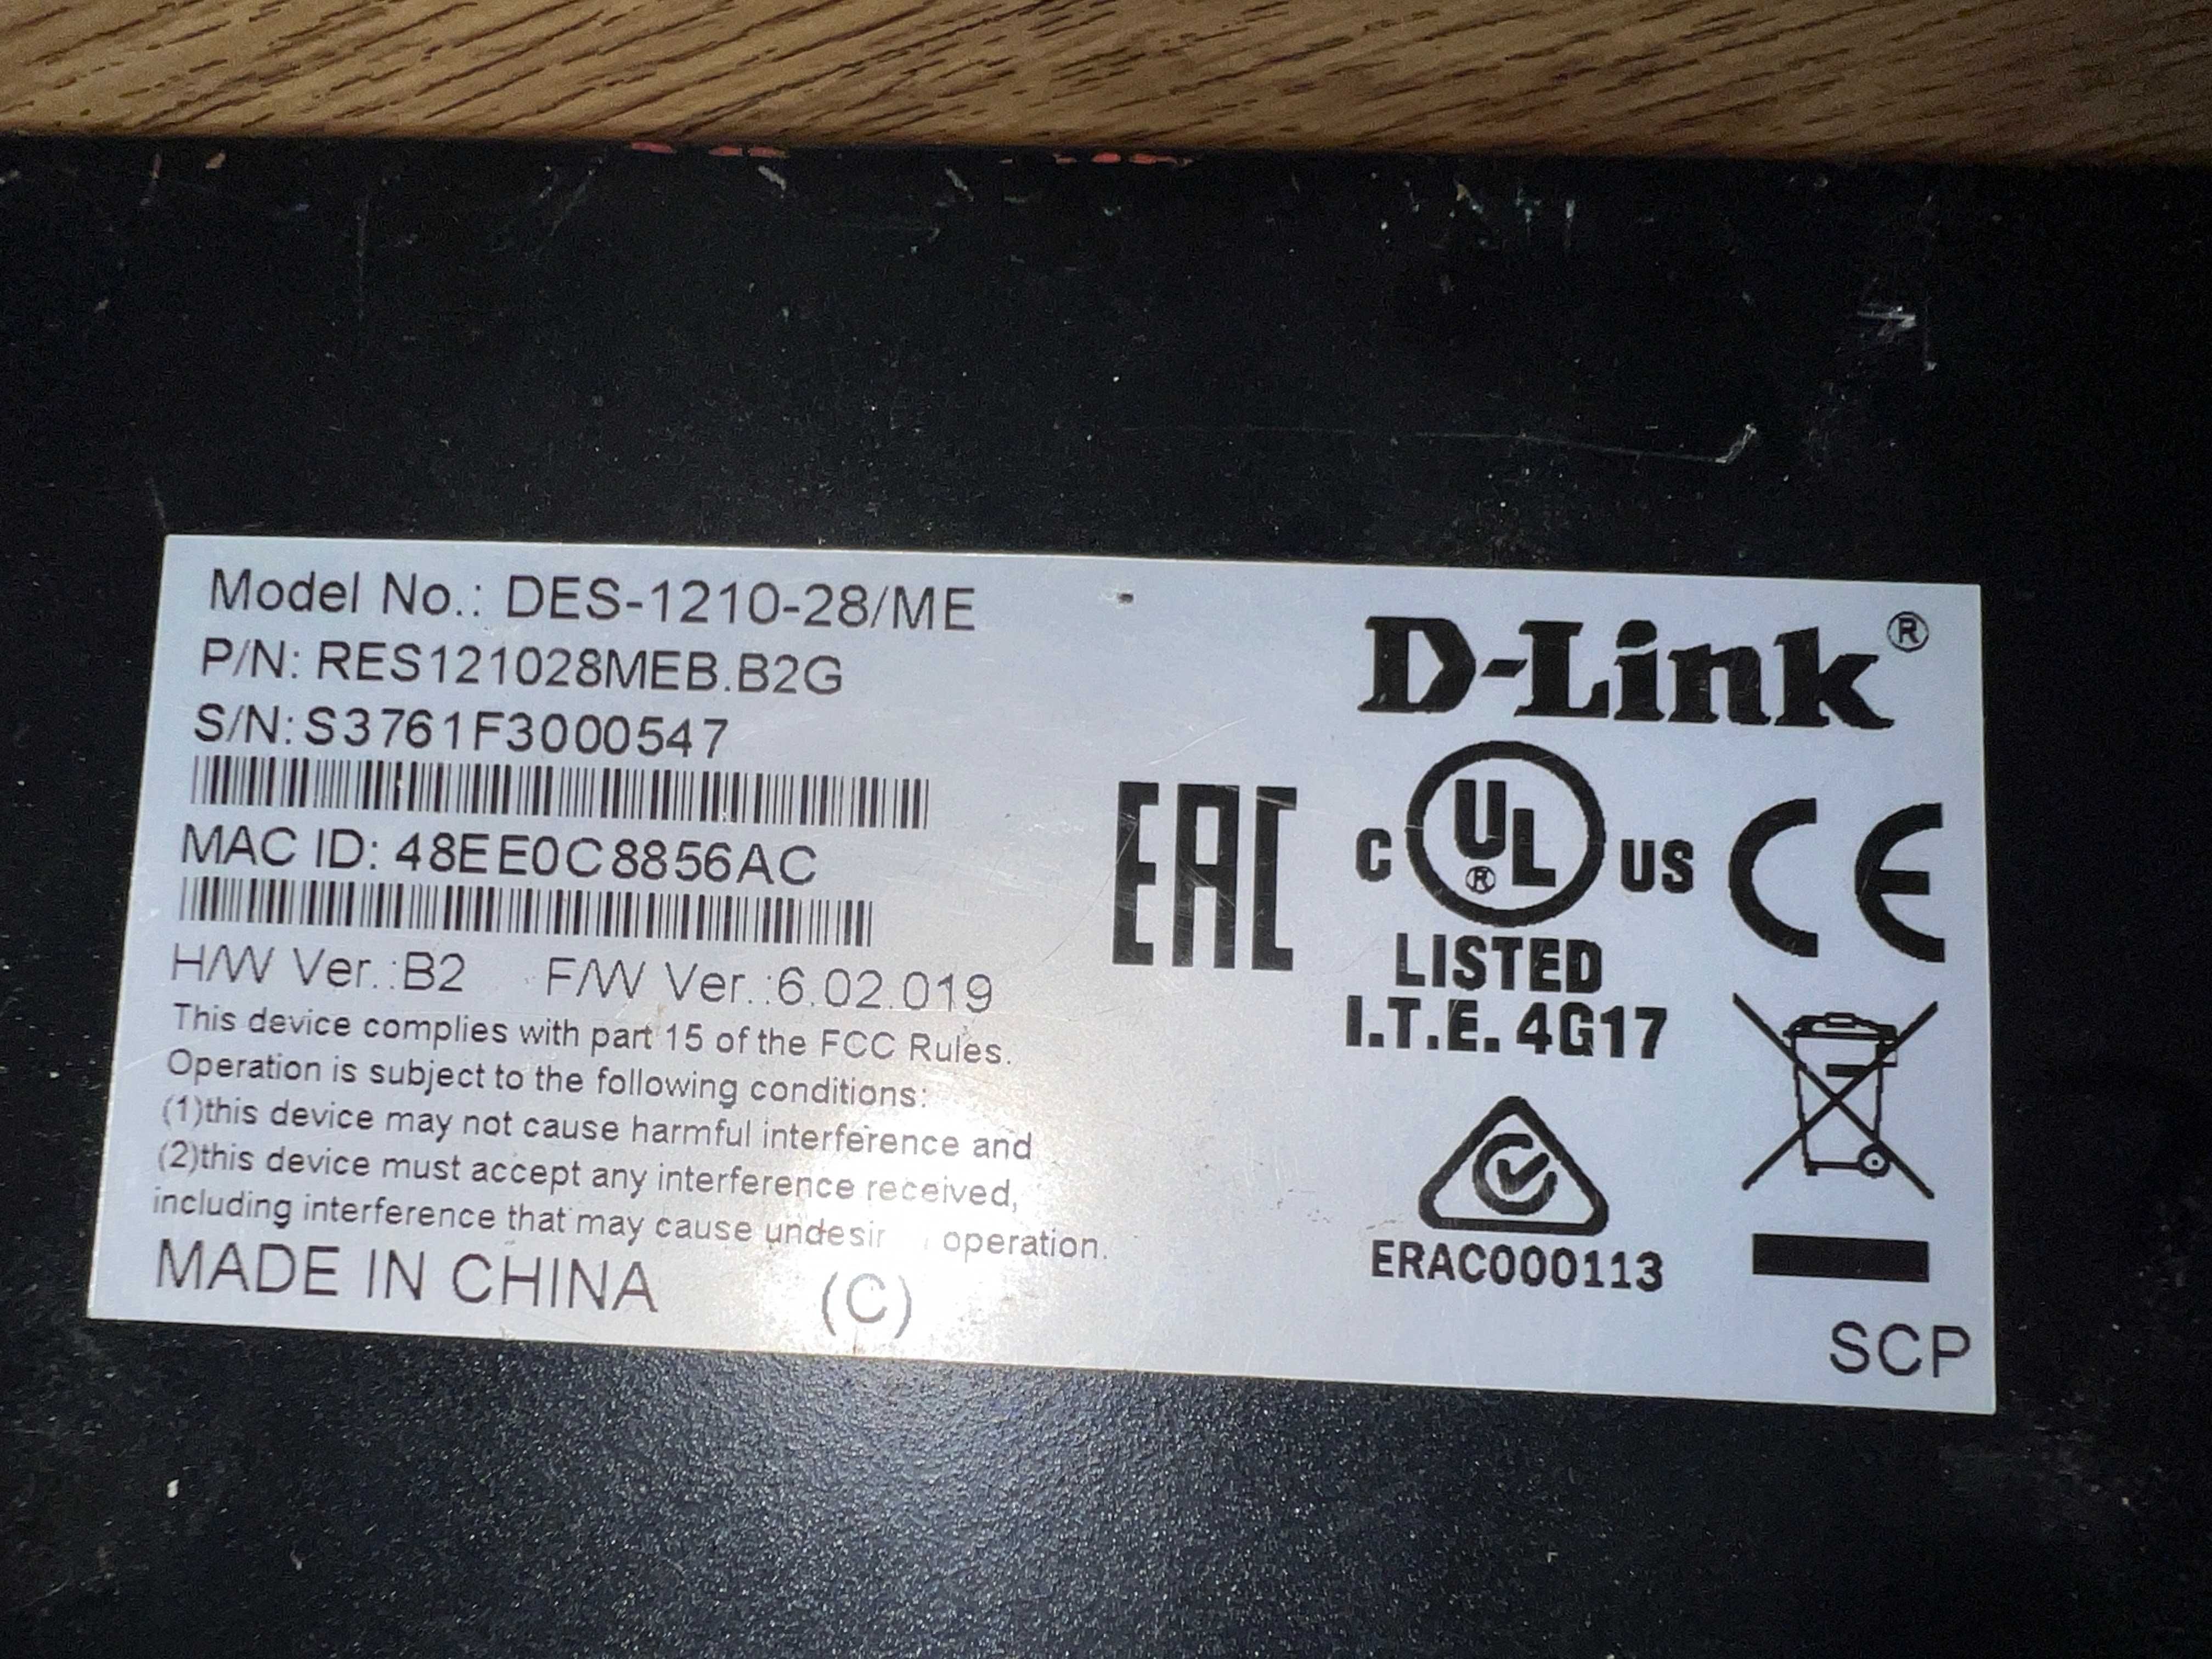 Model No.: DES-1210-28/ME
P/N: RES121028MEB.B2G
S/N: S3761F3000547
MAC ID: 48EE0C8856AC
H/W Ver.:B2 F/W Ver.:6.02.019
This device complies with part 15 of the FCC Rules.
Operation is subject to the following conditions:
(1)this device may not cause harmful interference and
(2)this device must accept any interference received,
including interference that may cause operation.
MADE IN CHINA (C)
D-Link®
EAC
C UL® US CE
LISTED
I.T.E. 4G17
ERAC000113
SCP